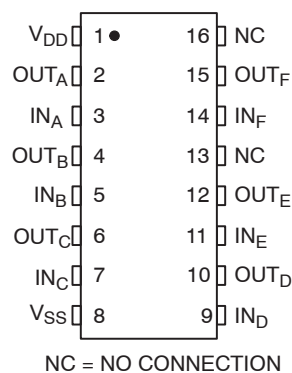 V_DD 1 16 NC
OUT_A 2 15 OUT_F
IN_A 3 14 IN_F
OUT_B 4 13 NC
IN_B 5 12 OUT_E
OUT_C 6 11 IN_E
IN_C 7 10 OUT_D
V_SS 8 9 IN_D
NC = NO CONNECTION